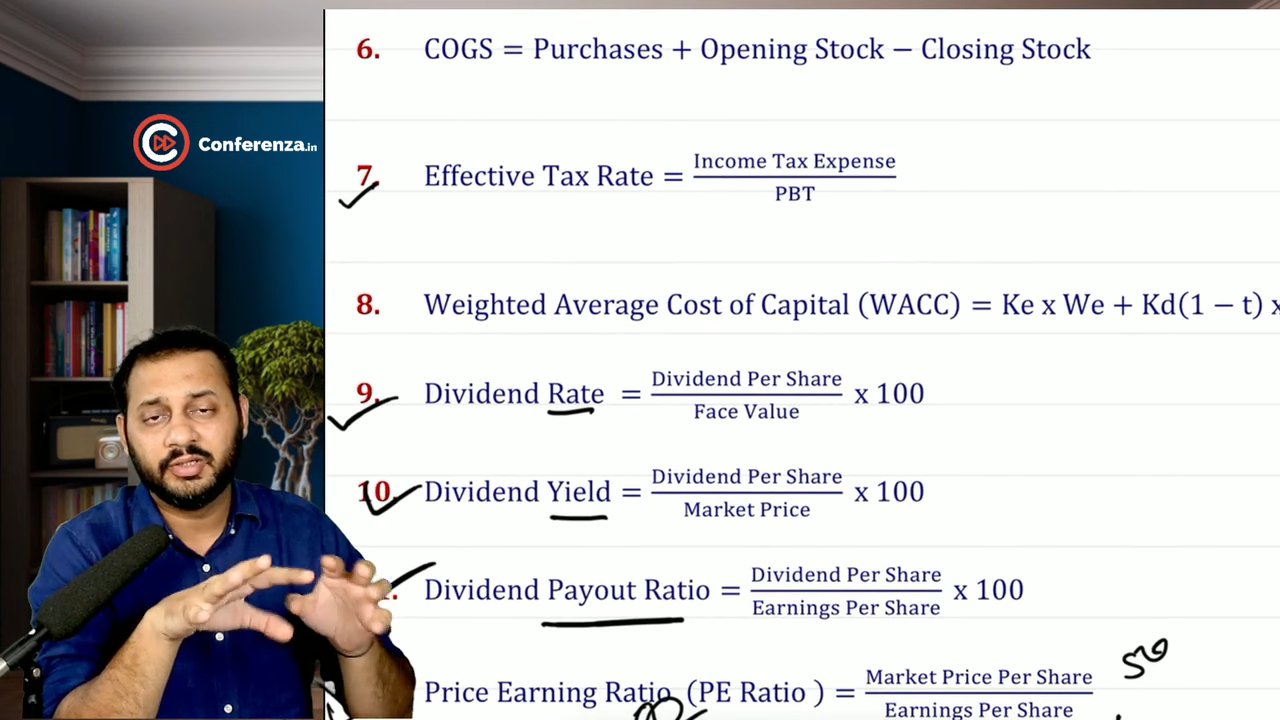 Conferenza.in
6. COGS = Purchases + Opening Stock − Closing Stock
7. Effective Tax Rate = Income Tax Expense / PBT
8. Weighted Average Cost of Capital (WACC) = Ke x We + Kd(1 − t) x
9. Dividend Rate = Dividend Per Share / Face Value x 100
10. Dividend Yield = Dividend Per Share / Market Price x 100
Dividend Payout Ratio = Dividend Per Share / Earnings Per Share x 100
50
Price Earning Ratio (PE Ratio ) = Market Price Per Share / Earnings Per Share